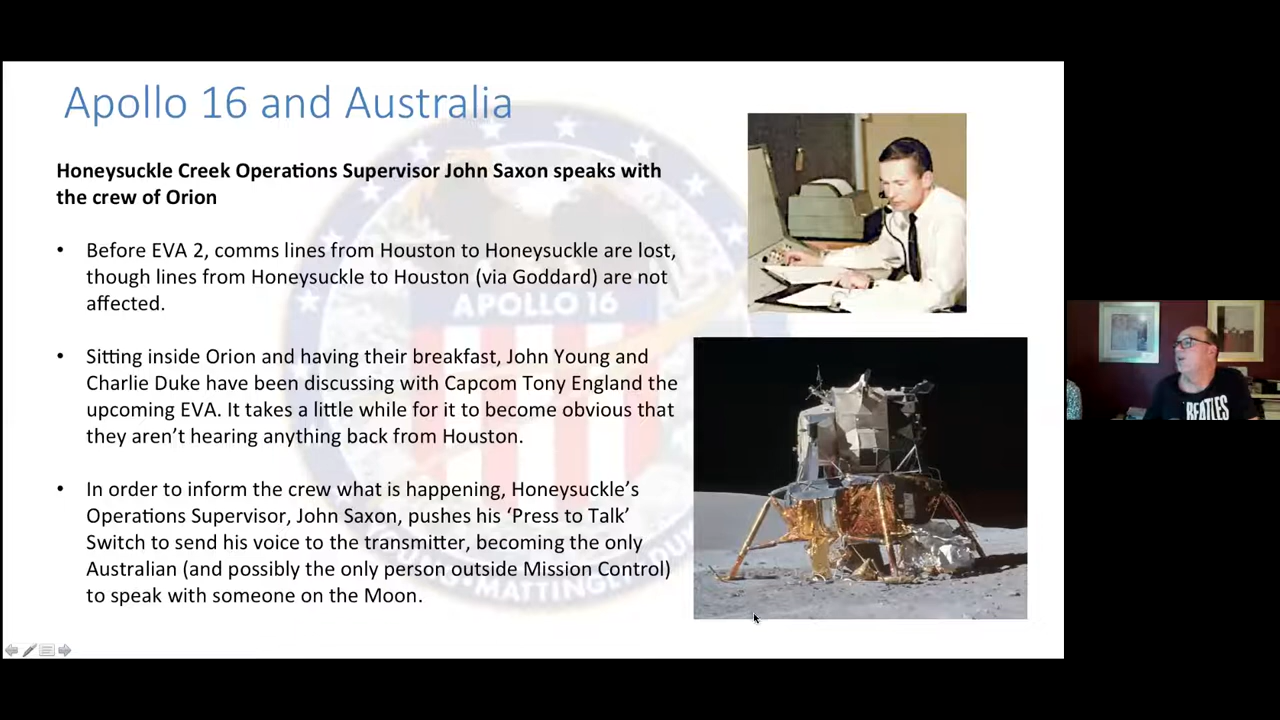 Apollo 16 and Australia
Honeysuckle Creek Operations Supervisor John Saxon speaks with
the crew of Orion
• Before EVA 2, comms lines from Houston to Honeysuckle are lost,
though lines from Honeysuckle to Houston (via Goddard) are not
affected.
• Sitting inside Orion and having their breakfast, John Young and
Charlie Duke have been discussing with Capcom Tony England the
upcoming EVA. It takes a little while for it to become obvious that
they aren’t hearing anything back from Houston.
• In order to inform the crew what is happening, Honeysuckle’s
Operations Supervisor, John Saxon, pushes his ‘Press to Talk’
Switch to send his voice to the transmitter, becoming the only
Australian (and possibly the only person outside Mission Control)
to speak with someone on the Moon.
APOLLO 16
MATTINGLY
BEATLES